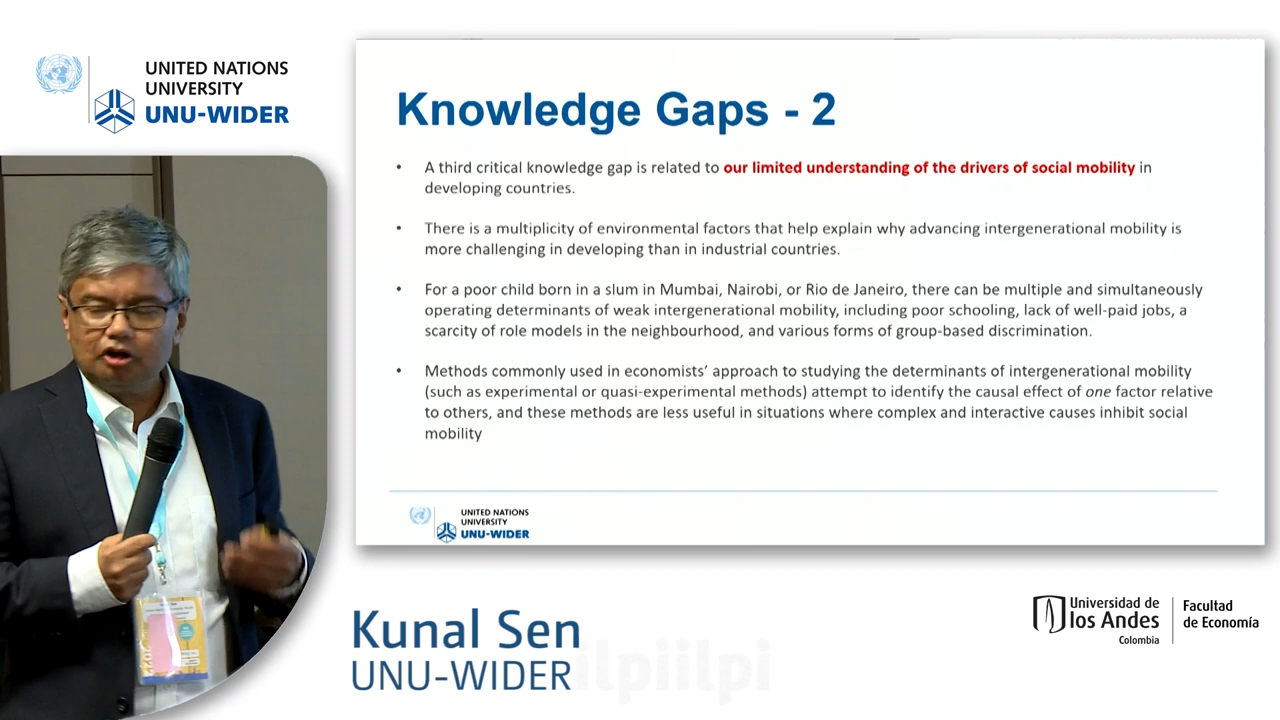 UNITED NATIONS
UNIVERSITY
UNU-WIDER
Knowledge Gaps - 2
• A third critical knowledge gap is related to our limited understanding of the drivers of social mobility in
developing countries.
• There is a multiplicity of environmental factors that help explain why advancing intergenerational mobility is
more challenging in developing than in industrial countries.
• For a poor child born in a slum in Mumbai, Nairobi, or Rio de Janeiro, there can be multiple and simultaneously
operating determinants of weak intergenerational mobility, including poor schooling, lack of well-paid jobs, a
scarcity of role models in the neighbourhood, and various forms of group-based discrimination.
• Methods commonly used in economists’ approach to studying the determinants of intergenerational mobility
(such as experimental or quasi-experimental methods) attempt to identify the causal effect of one factor relative
to others, and these methods are less useful in situations where complex and interactive causes inhibit social
mobility
UNITED NATIONS
UNIVERSITY
UNU-WIDER
Kunal Sen
UNU-WIDER
ilpiilpi
Universidad de
los Andes
Colombia
Facultad
de Economía